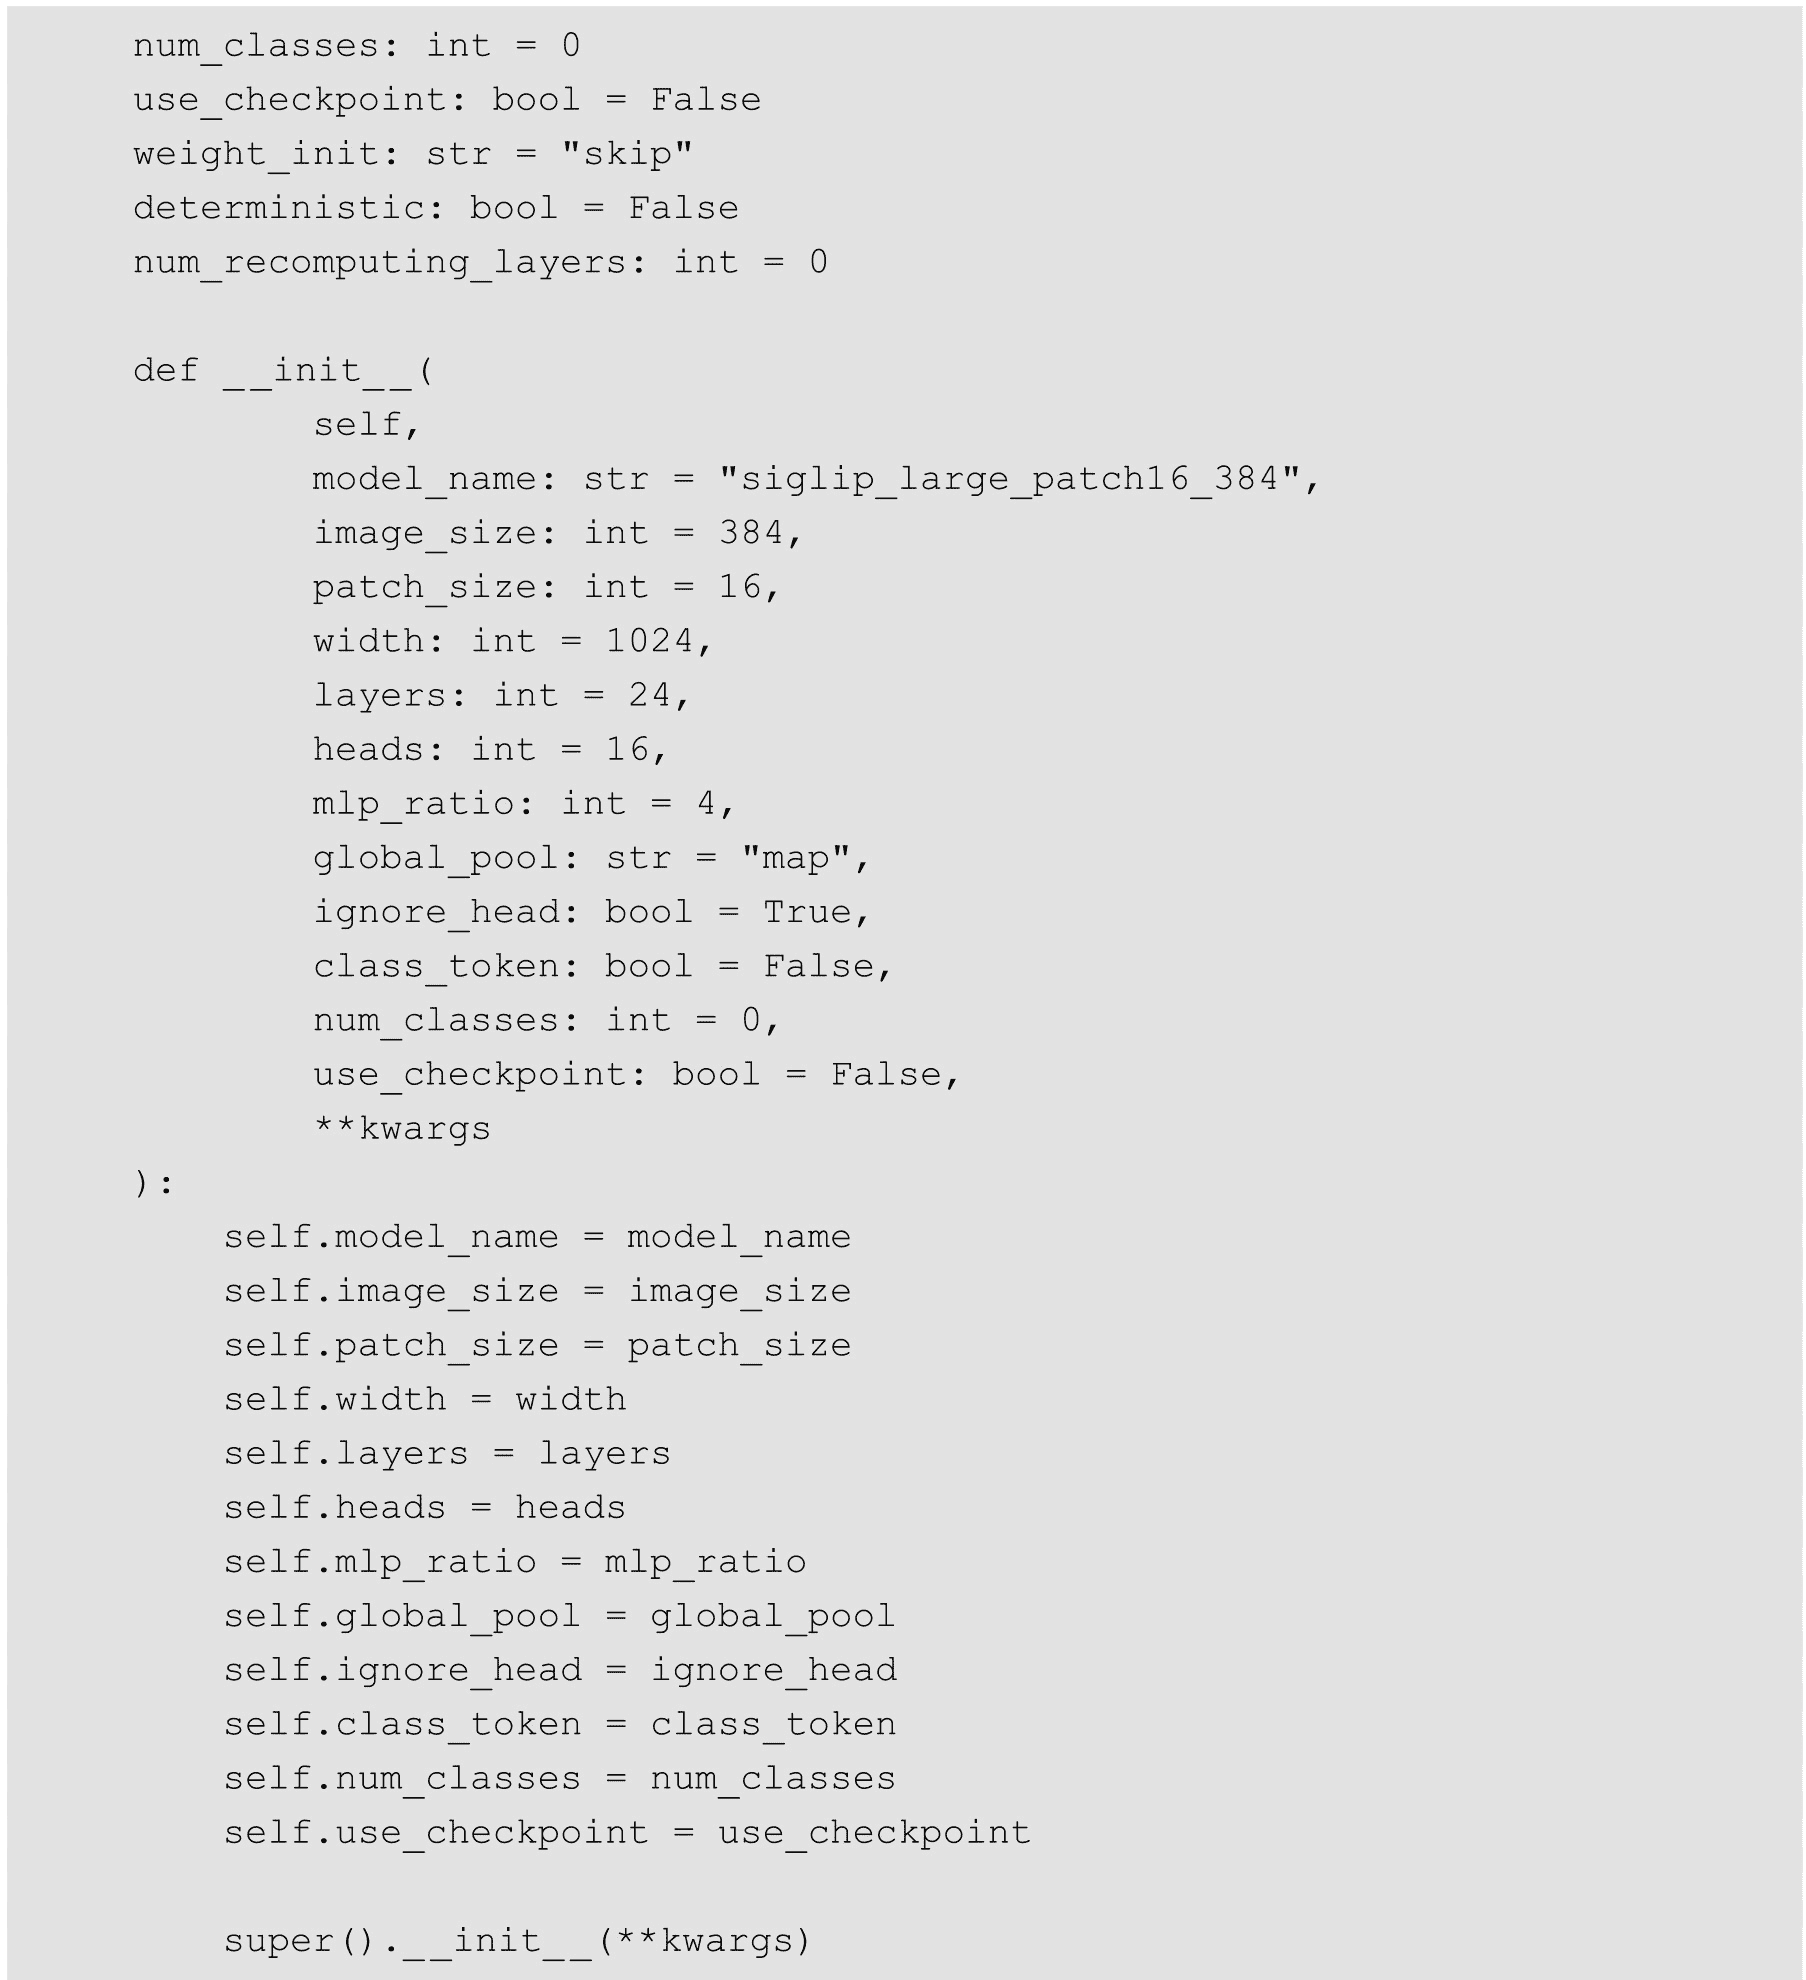 num_classes: int = 0
use_checkpoint: bool = False
weight_init: str = "skip"
deterministic: bool = False
num_recomputing_layers: int = 0
def __init__(
self,
model_name: str = "siglip_large_patch16_384",
image_size: int = 384,
patch_size: int = 16,
width: int = 1024,
layers: int = 24,
heads: int = 16,
mlp_ratio: int = 4,
global_pool: str = "map",
ignore_head: bool = True,
class_token: bool = False,
num_classes: int = 0,
use_checkpoint: bool = False,
**kwargs
):
self.model_name = model_name
self.image_size = image_size
self.patch_size = patch_size
self.width = width
self.layers = layers
self.heads = heads
self.mlp_ratio = mlp_ratio
self.global_pool = global_pool
self.ignore_head = ignore_head
self.class_token = class_token
self.num_classes = num_classes
self.use_checkpoint = use_checkpoint
super().__init__(**kwargs)